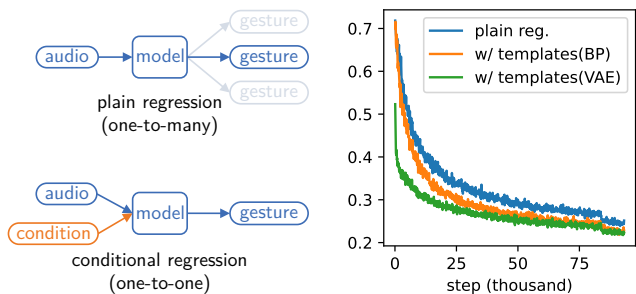 gesture
audio
model
gesture
gesture
plain regression
(one-to-many)
audio
condition
model
gesture
conditional regression
(one-to-one)
plain reg.
w/ templates(BP)
w/ templates(VAE)
0.7
0.6
0.5
0.4
0.3
0.2
0
25
50
75
step (thousand)